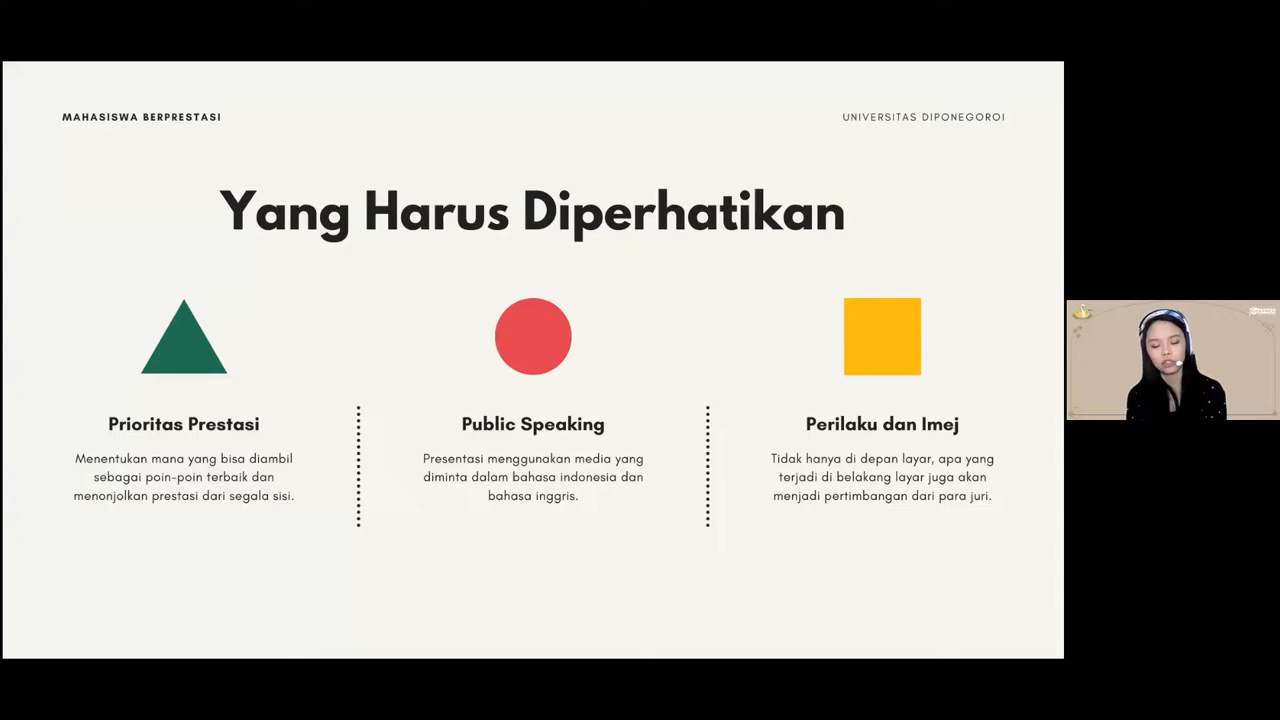 MAHASISWA BERPRESTASI
UNIVERSITAS DIPONEGOROI
Yang Harus Diperhatikan
Prioritas Prestasi
Menentukan mana yang bisa diambil
sebagai poin-poin terbaik dan
menonjolkan prestasi dari segala sisi.
Public Speaking
Presentasi menggunakan media yang
diminta dalam bahasa indonesia dan
bahasa inggris.
Perilaku dan Imej
Tidak hanya di depan layar, apa yang
terjadi di belakang layar juga akan
menjadi pertimbangan dari para juri.